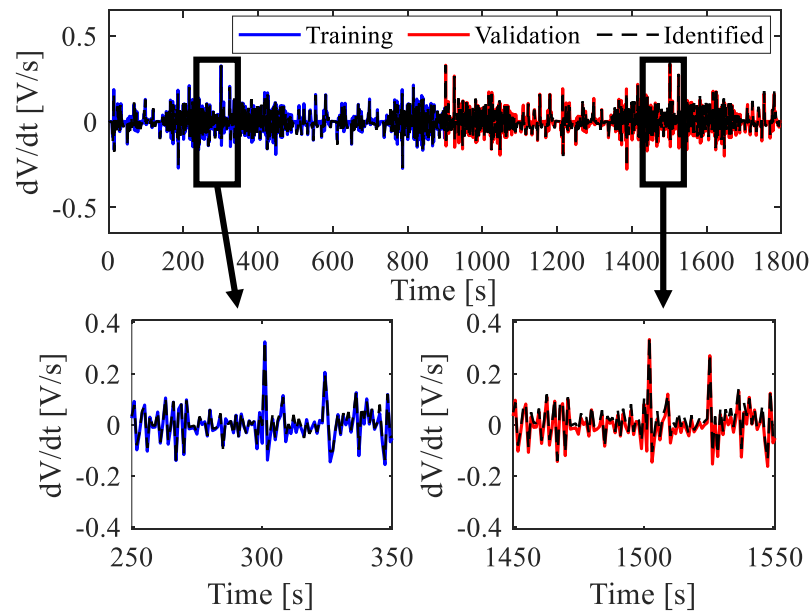 Training Validation Identified
dV/dt [V/s]
0.5
0
-0.5
0 200 400 600 800 1000 1200 1400 1600 1800
Time [s]
dV/dt [V/s]
0.4
0.2
0
-0.2
-0.4
250 300 350
Time [s]
dV/dt [V/s]
0.4
0.2
0
-0.2
-0.4
1450 1500 1550
Time [s]